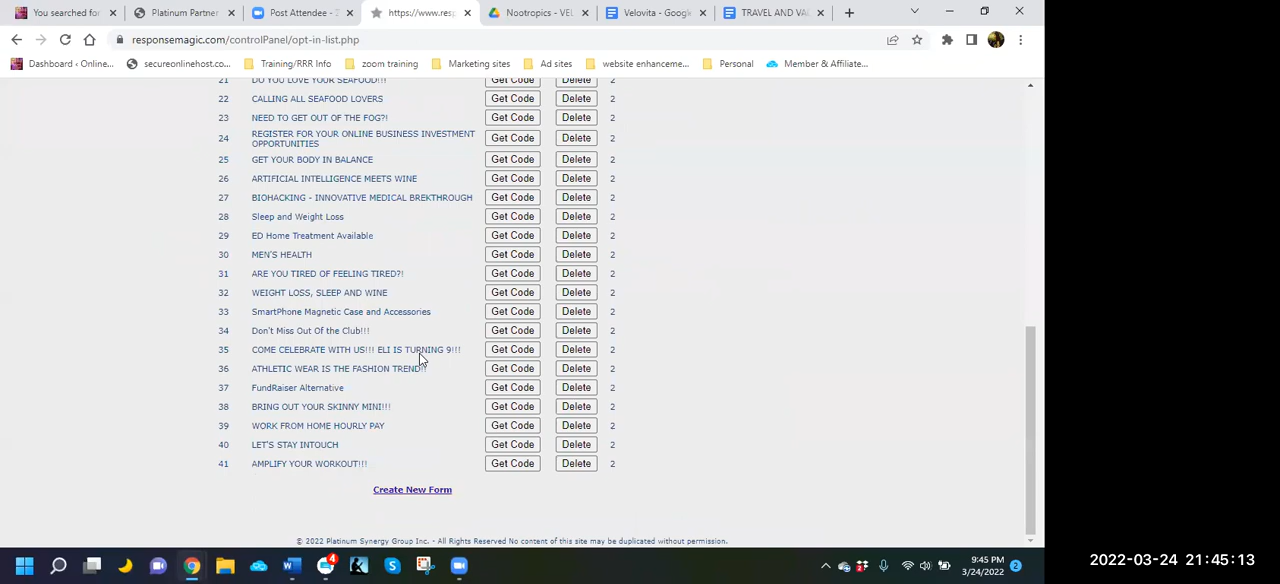 You searched for
Platinum Partner
Post Attendee - Z
https://www.resp
Nootropics - VEL
Velovita - Google
TRAVEL AND VAC
responsemagic.com/controlPanel/opt-in-list.php
Dashboard ‹ Online...
secureonlinehost.co...
Training/RRR Info
zoom training
Marketing sites
Ad sites
website enhanceme...
Personal
Member & Affiliate...
21 DO YOU LOVE YOUR SEAFOOD!!! Get Code Delete 2
22 CALLING ALL SEAFOOD LOVERS Get Code Delete 2
23 NEED TO GET OUT OF THE FOG?! Get Code Delete 2
24 REGISTER FOR YOUR ONLINE BUSINESS INVESTMENT
OPPORTUNITIES Get Code Delete 2
25 GET YOUR BODY IN BALANCE Get Code Delete 2
26 ARTIFICIAL INTELLIGENCE MEETS WINE Get Code Delete 2
27 BIOHACKING - INNOVATIVE MEDICAL BREKTHROUGH Get Code Delete 2
28 Sleep and Weight Loss Get Code Delete 2
29 ED Home Treatment Available Get Code Delete 2
30 MEN'S HEALTH Get Code Delete 2
31 ARE YOU TIRED OF FEELING TIRED?! Get Code Delete 2
32 WEIGHT LOSS, SLEEP AND WINE Get Code Delete 2
33 SmartPhone Magnetic Case and Accessories Get Code Delete 2
34 Don't Miss Out Of the Club!!! Get Code Delete 2
35 COME CELEBRATE WITH US!!! ELI IS TURNING 9!!! Get Code Delete 2
36 ATHLETIC WEAR IS THE FASHION TREND!! Get Code Delete 2
37 FundRaiser Alternative Get Code Delete 2
38 BRING OUT YOUR SKINNY MINI!!! Get Code Delete 2
39 WORK FROM HOME HOURLY PAY Get Code Delete 2
40 LET'S STAY INTOUCH Get Code Delete 2
41 AMPLIFY YOUR WORKOUT!!! Get Code Delete 2
Create New Form
© 2022 Platinum Synergy Group Inc. - All Rights Reserved No content of this site may be duplicated without permission.
4
9:45 PM
3/24/2022
2
2022-03-24 21:45:13